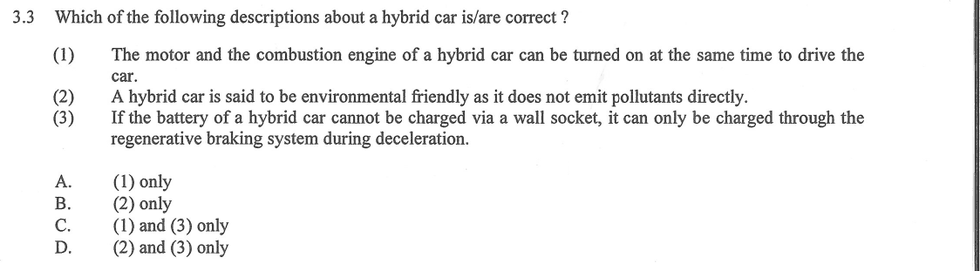 3.3 Which of the following descriptions about a hybrid car is/are correct ?
(1) The motor and the combustion engine of a hybrid car can be turned on at the same time to drive the
car.
(2) A hybrid car is said to be environmental friendly as it does not emit pollutants directly.
(3) If the battery of a hybrid car cannot be charged via a wall socket, it can only be charged through the
regenerative braking system during deceleration.
A. (1) only
B. (2) only
C. (1) and (3) only
D. (2) and (3) only